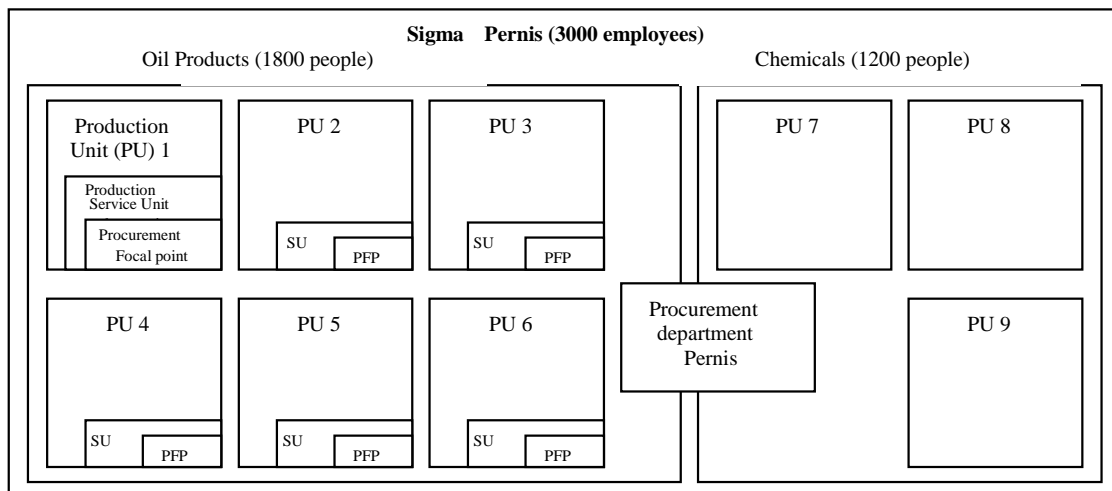 Sigma Pernis (3000 employees)
Oil Products (1800 people)
Chemicals (1200 people)
Production
Unit (PU) 1
Production
Service Unit
Procurement
Focal point
PU 2
SU
PFP
PU 3
SU
PFP
PU 7
PU 8
PU 4
SU
PFP
PU 5
SU
PFP
PU 6
SU
PFP
Procurement
department
Pernis
PU 9